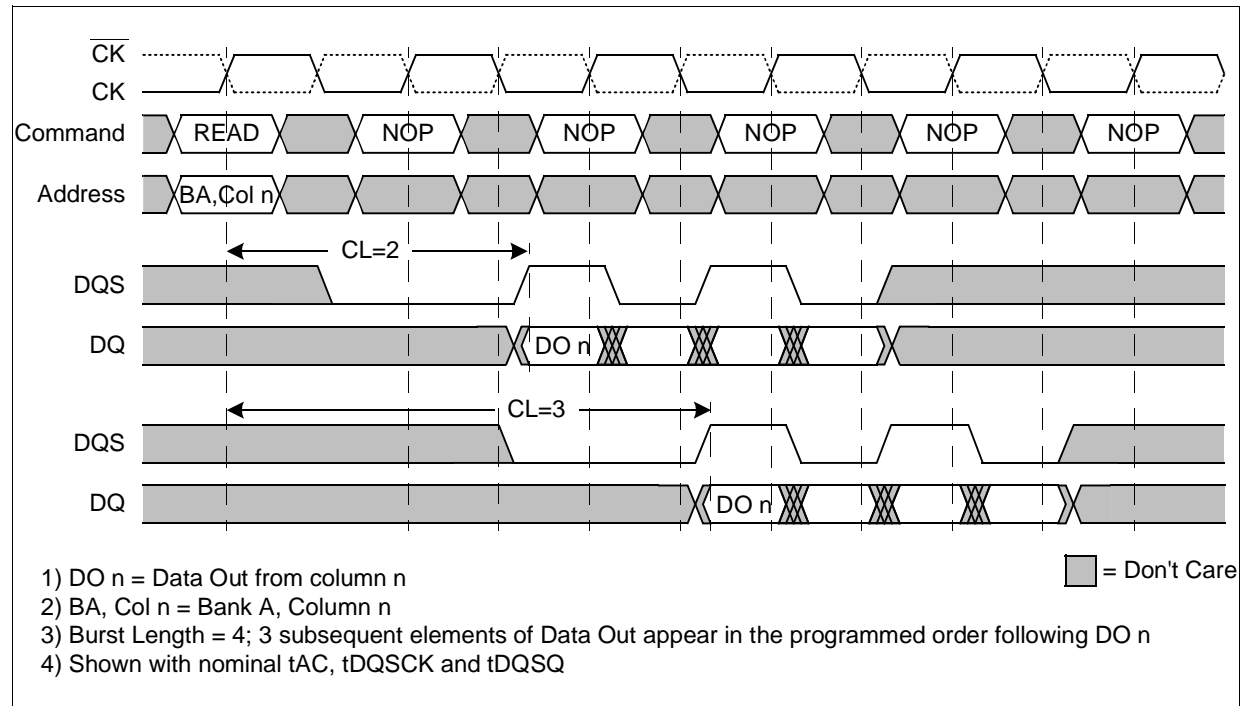 CK
CK
Command READ NOP NOP NOP NOP NOP
Address BA,Col n
CL=2
DQS
DQ DO n
CL=3
DQS
DQ DO n
= Don't Care
1) DO n = Data Out from column n
2) BA, Col n = Bank A, Column n
3) Burst Length = 4; 3 subsequent elements of Data Out appear in the programmed order following DO n
4) Shown with nominal tAC, tDQSCK and tDQSQ